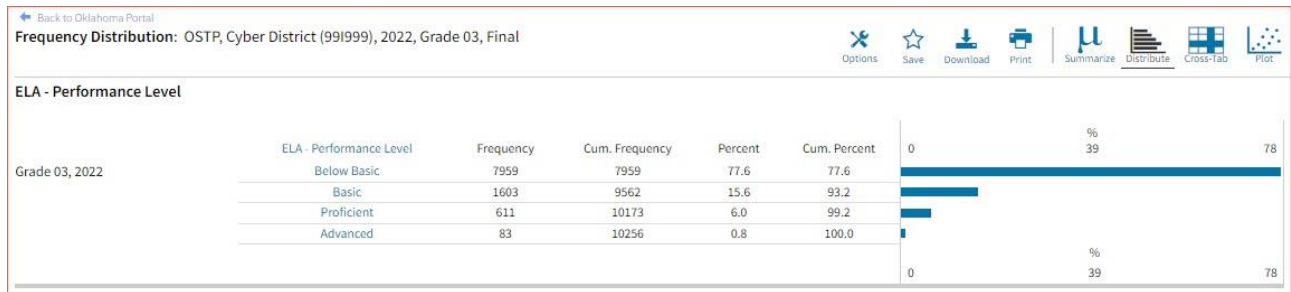 Back to Oklahoma Portal
Frequency Distribution: OSTP, Cyber District (99I999), 2022, Grade 03, Final
Options Save Download Print μ Summarize Distribute Cross-Tab Plot
ELA - Performance Level
%
ELA - Performance Level Frequency Cum. Frequency Percent Cum. Percent 0 39 78
Grade 03, 2022 Below Basic 7959 7959 77.6 77.6
Basic 1603 9562 15.6 93.2
Proficient 611 10173 6.0 99.2
Advanced 83 10256 0.8 100.0
%
0 39 78